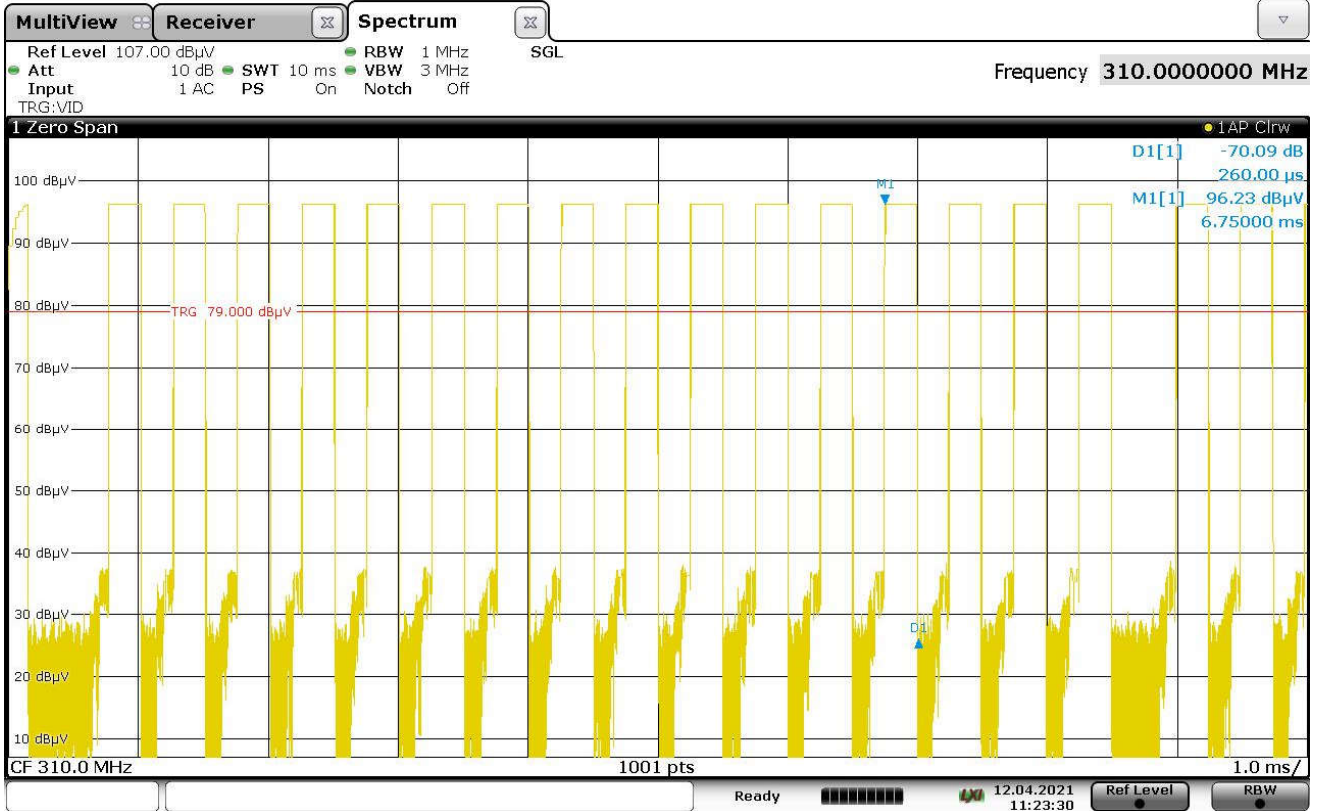 MultiView Receiver Spectrum
Ref Level 107.00 dBµV RBW 1 MHz SGL
Att 10 dB SWT 10 ms VBW 3 MHz
Frequency 310.0000000 MHz
Input 1 AC PS On Notch Off
TRG:VID
1 Zero Span 1AP Clrw
D1[1] -70.09 dB
260.00 µs
M1[1] 96.23 dBµV
6.75000 ms
100 dBµV
M1
90 dBµV
80 dBµV
TRG 79.000 dBµV
70 dBµV
60 dBµV
50 dBµV
40 dBµV
30 dBµV
D1
20 dBµV
10 dBµV
CF 310.0 MHz 1001 pts 1.0 ms/
Ready LXI 12.04.2021
11:23:30
Ref Level RBW